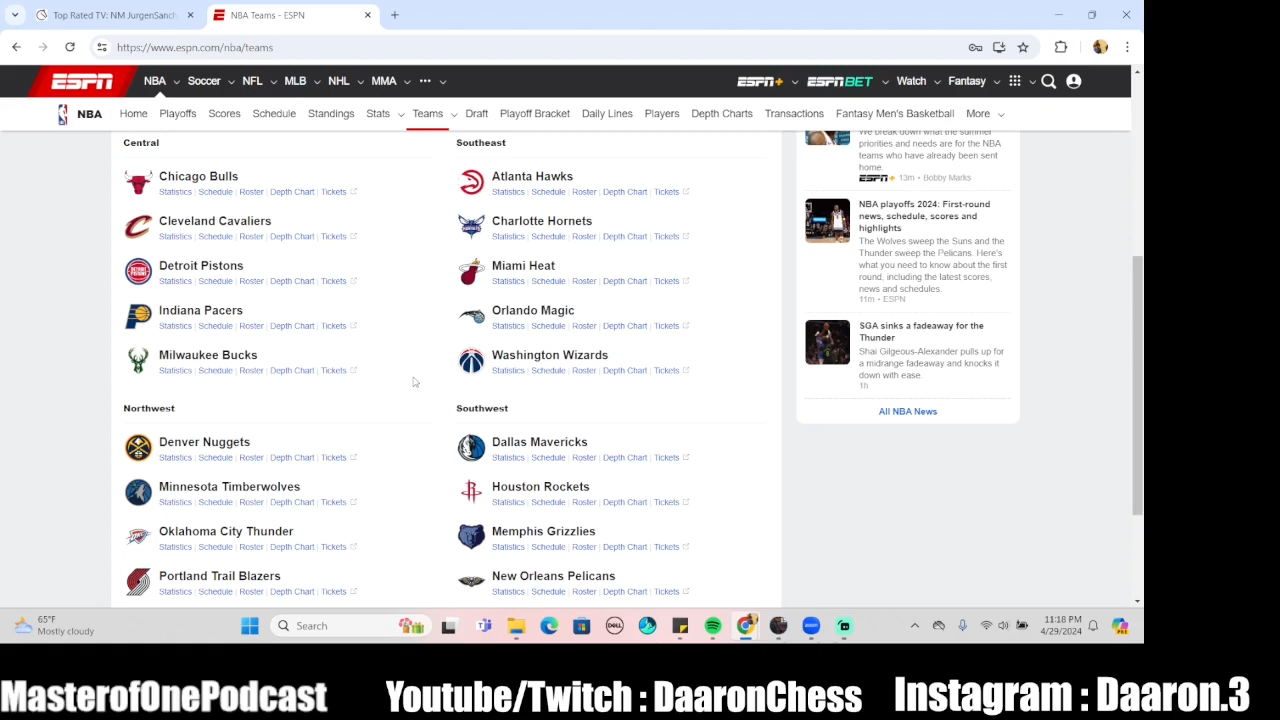 Top Rated TV: NM JurgenSanch
NBA Teams - ESPN
https://www.espn.com/nba/teams
ESPN
NBA Soccer NFL MLB NHL MMA
ESPN+ ESPN BET Watch Fantasy
NBA Home Playoffs Scores Schedule Standings Stats Teams Draft Playoff Bracket Daily Lines Players Depth Charts Transactions Fantasy Men's Basketball More
Central
Chicago Bulls
Statistics | Schedule | Roster | Depth Chart | Tickets
Cleveland Cavaliers
Statistics | Schedule | Roster | Depth Chart | Tickets
Detroit Pistons
Statistics | Schedule | Roster | Depth Chart | Tickets
Indiana Pacers
Statistics | Schedule | Roster | Depth Chart | Tickets
Milwaukee Bucks
Statistics | Schedule | Roster | Depth Chart | Tickets
Southeast
Atlanta Hawks
Statistics | Schedule | Roster | Depth Chart | Tickets
Charlotte Hornets
Statistics | Schedule | Roster | Depth Chart | Tickets
Miami Heat
Statistics | Schedule | Roster | Depth Chart | Tickets
Orlando Magic
Statistics | Schedule | Roster | Depth Chart | Tickets
Washington Wizards
Statistics | Schedule | Roster | Depth Chart | Tickets
Northwest
Denver Nuggets
Statistics | Schedule | Roster | Depth Chart | Tickets
Minnesota Timberwolves
Statistics | Schedule | Roster | Depth Chart | Tickets
Oklahoma City Thunder
Statistics | Schedule | Roster | Depth Chart | Tickets
Portland Trail Blazers
Statistics | Schedule | Roster | Depth Chart | Tickets
Southwest
Dallas Mavericks
Statistics | Schedule | Roster | Depth Chart | Tickets
Houston Rockets
Statistics | Schedule | Roster | Depth Chart | Tickets
Memphis Grizzlies
Statistics | Schedule | Roster | Depth Chart | Tickets
New Orleans Pelicans
Statistics | Schedule | Roster | Depth Chart | Tickets
We break down what the summer
priorities and needs are for the NBA
teams who have already been sent
home.
ESPN+ 13m • Bobby Marks
NBA playoffs 2024: First-round
news, schedule, scores and
highlights
The Wolves sweep the Suns and the
Thunder sweep the Pelicans. Here's
what you need to know about the first
round, including the latest scores,
news and schedules.
11m • ESPN
SGA sinks a fadeaway for the
Thunder
Shai Gilgeous-Alexander pulls up for
a midrange fadeaway and knocks it
down with ease.
1h
All NBA News
65°F
Mostly cloudy
Search
DELL
11:18 PM
4/29/2024
PRE
MasterofOnePodcast
Youtube/Twitch : DaaronChess
Instagram : Daaron.3